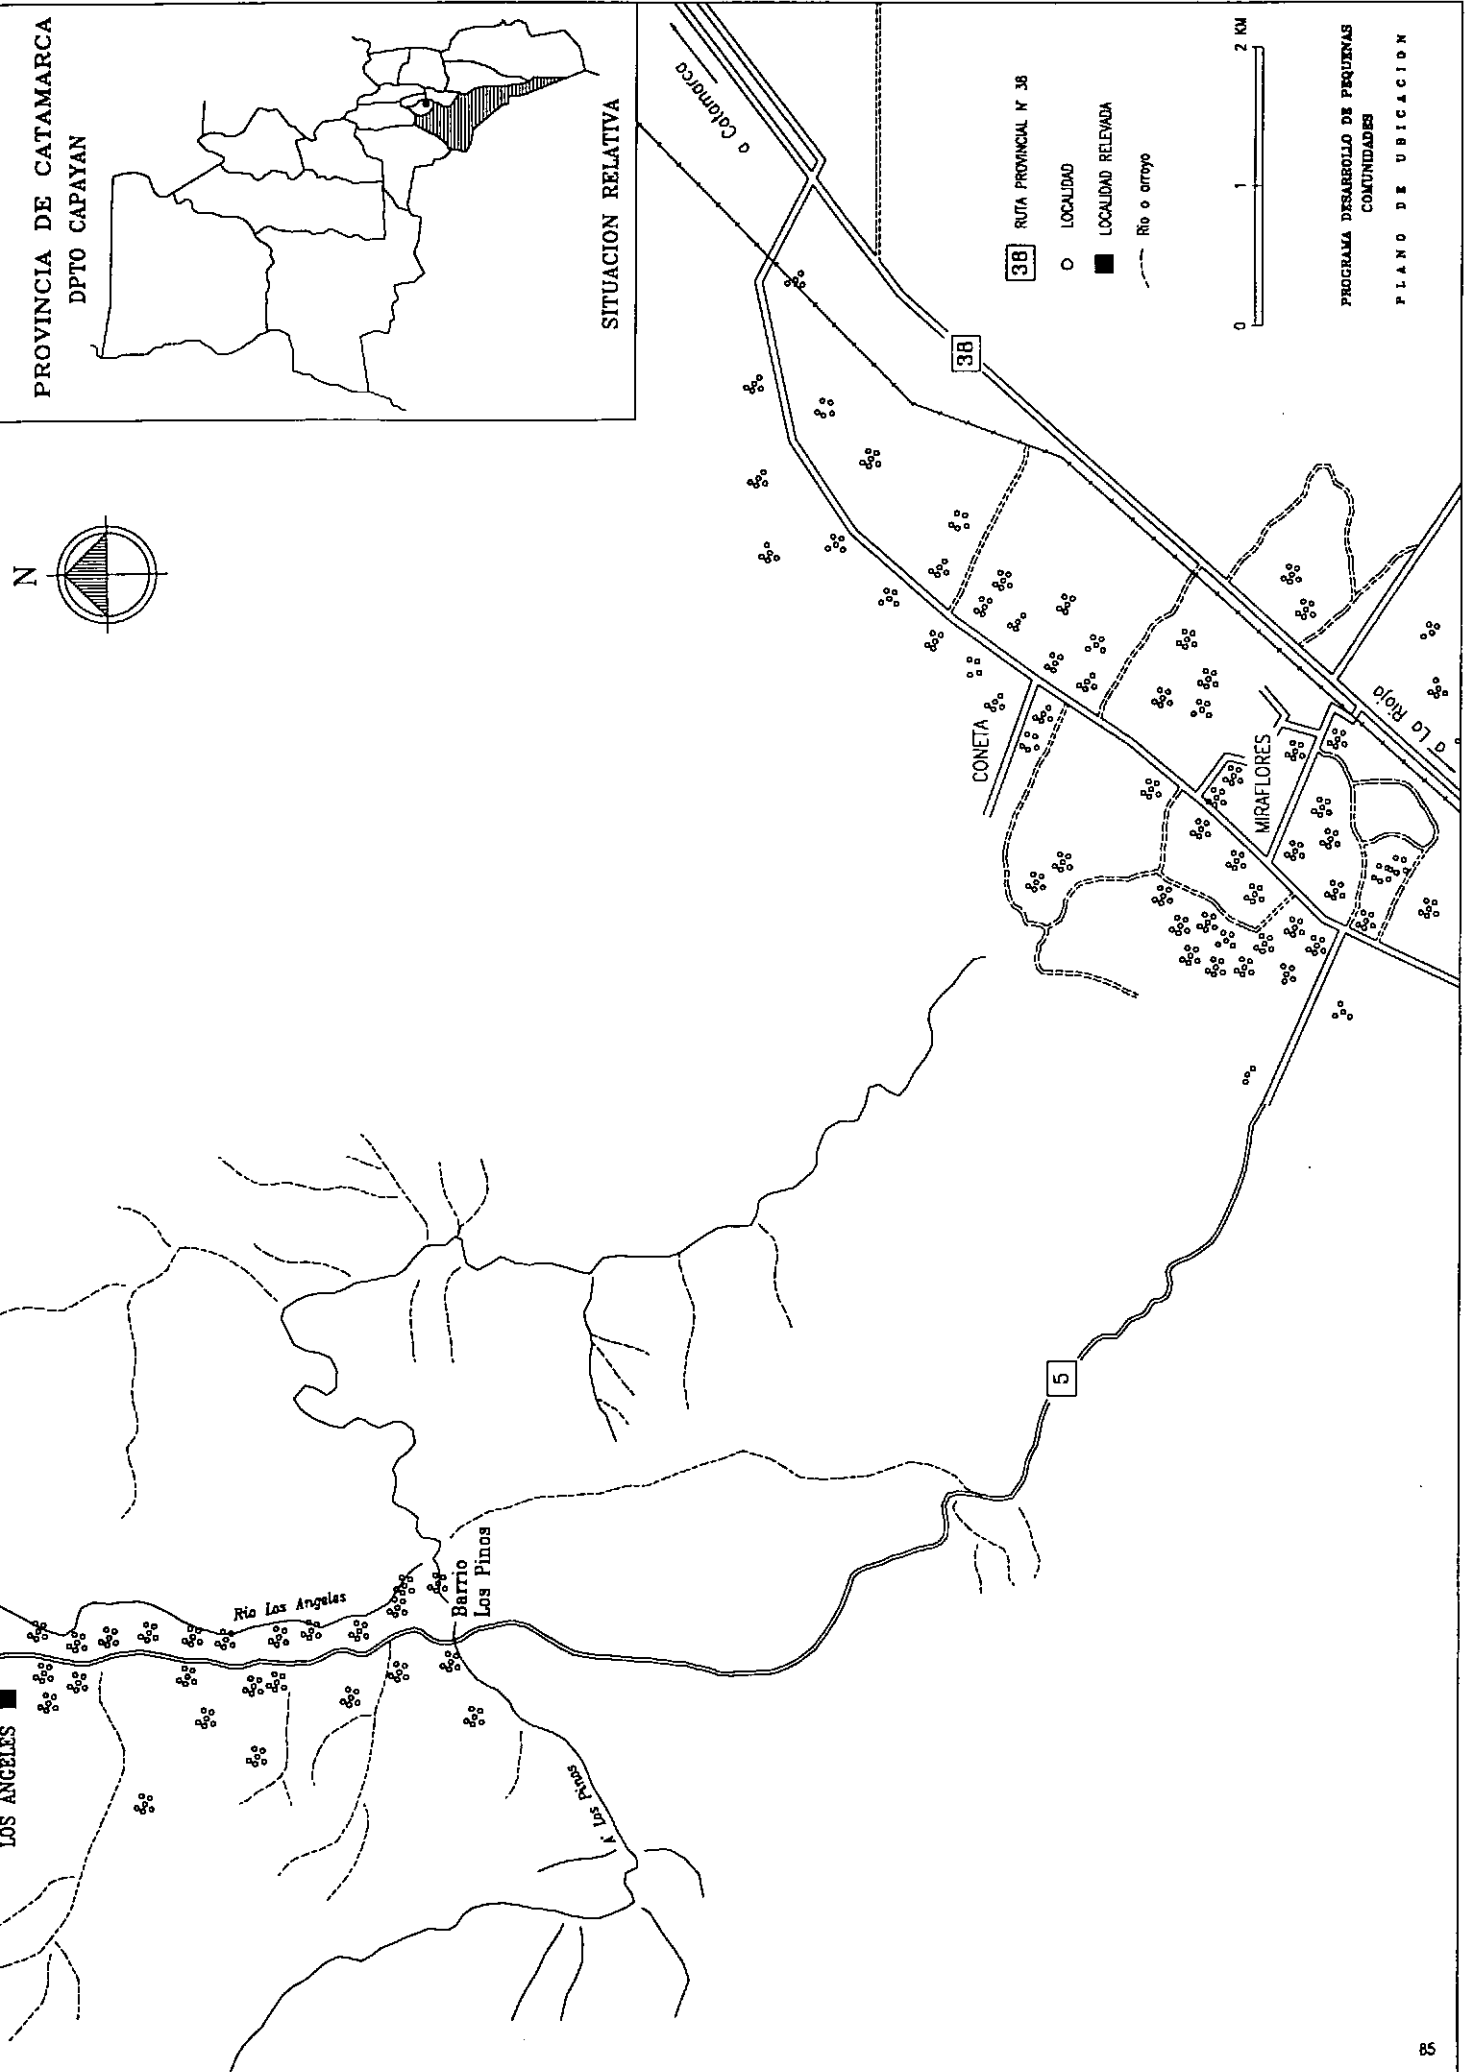 PROVINCIA DE CATAMARCA
DPTO CAPAYAN
SITUACION RELATIVA
N
a Catamarca
38
CONETA
MIRAFLORES
a La Rioja
5
LOS ANGELES
Rio Los Angeles
Barrio
Los Pinos
A° Los Pinos
38 RUTA PROVINCIAL N° 38
LOCALIDAD
LOCALIDAD RELEVADA
Rio o arroyo
0 1 2 KM
PROGRAMA DESARROLLO DE PEQUENAS
COMUNIDADES
PLANO DE UBICACION
85